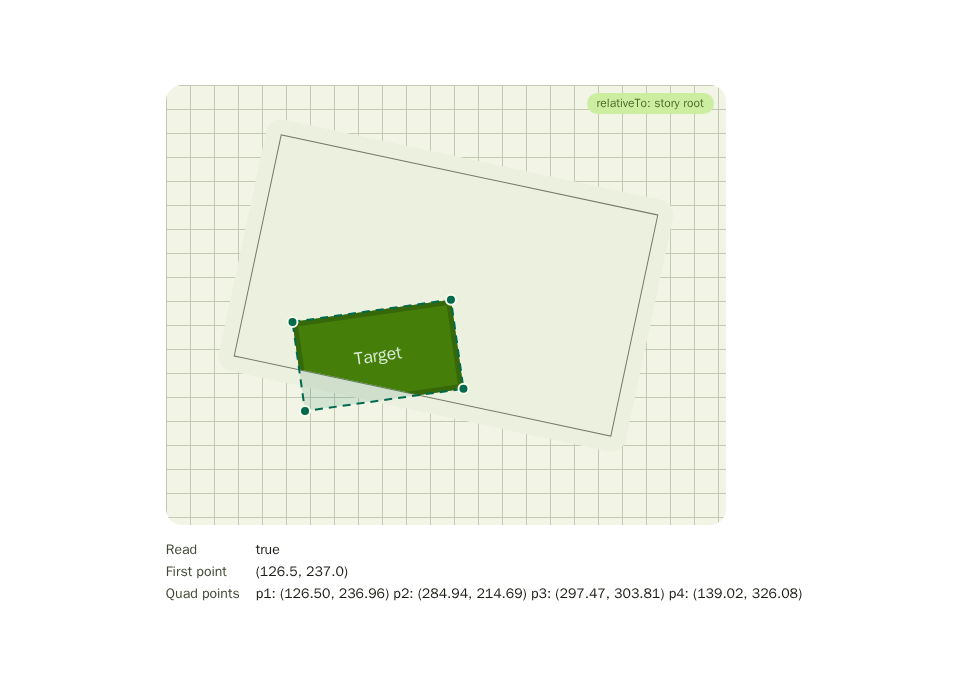 relativeTo: story root
Target
Read true
First point (126.5, 237.0)
Quad points p1: (126.50, 236.96) p2: (284.94, 214.69) p3: (297.47, 303.81) p4: (139.02, 326.08)